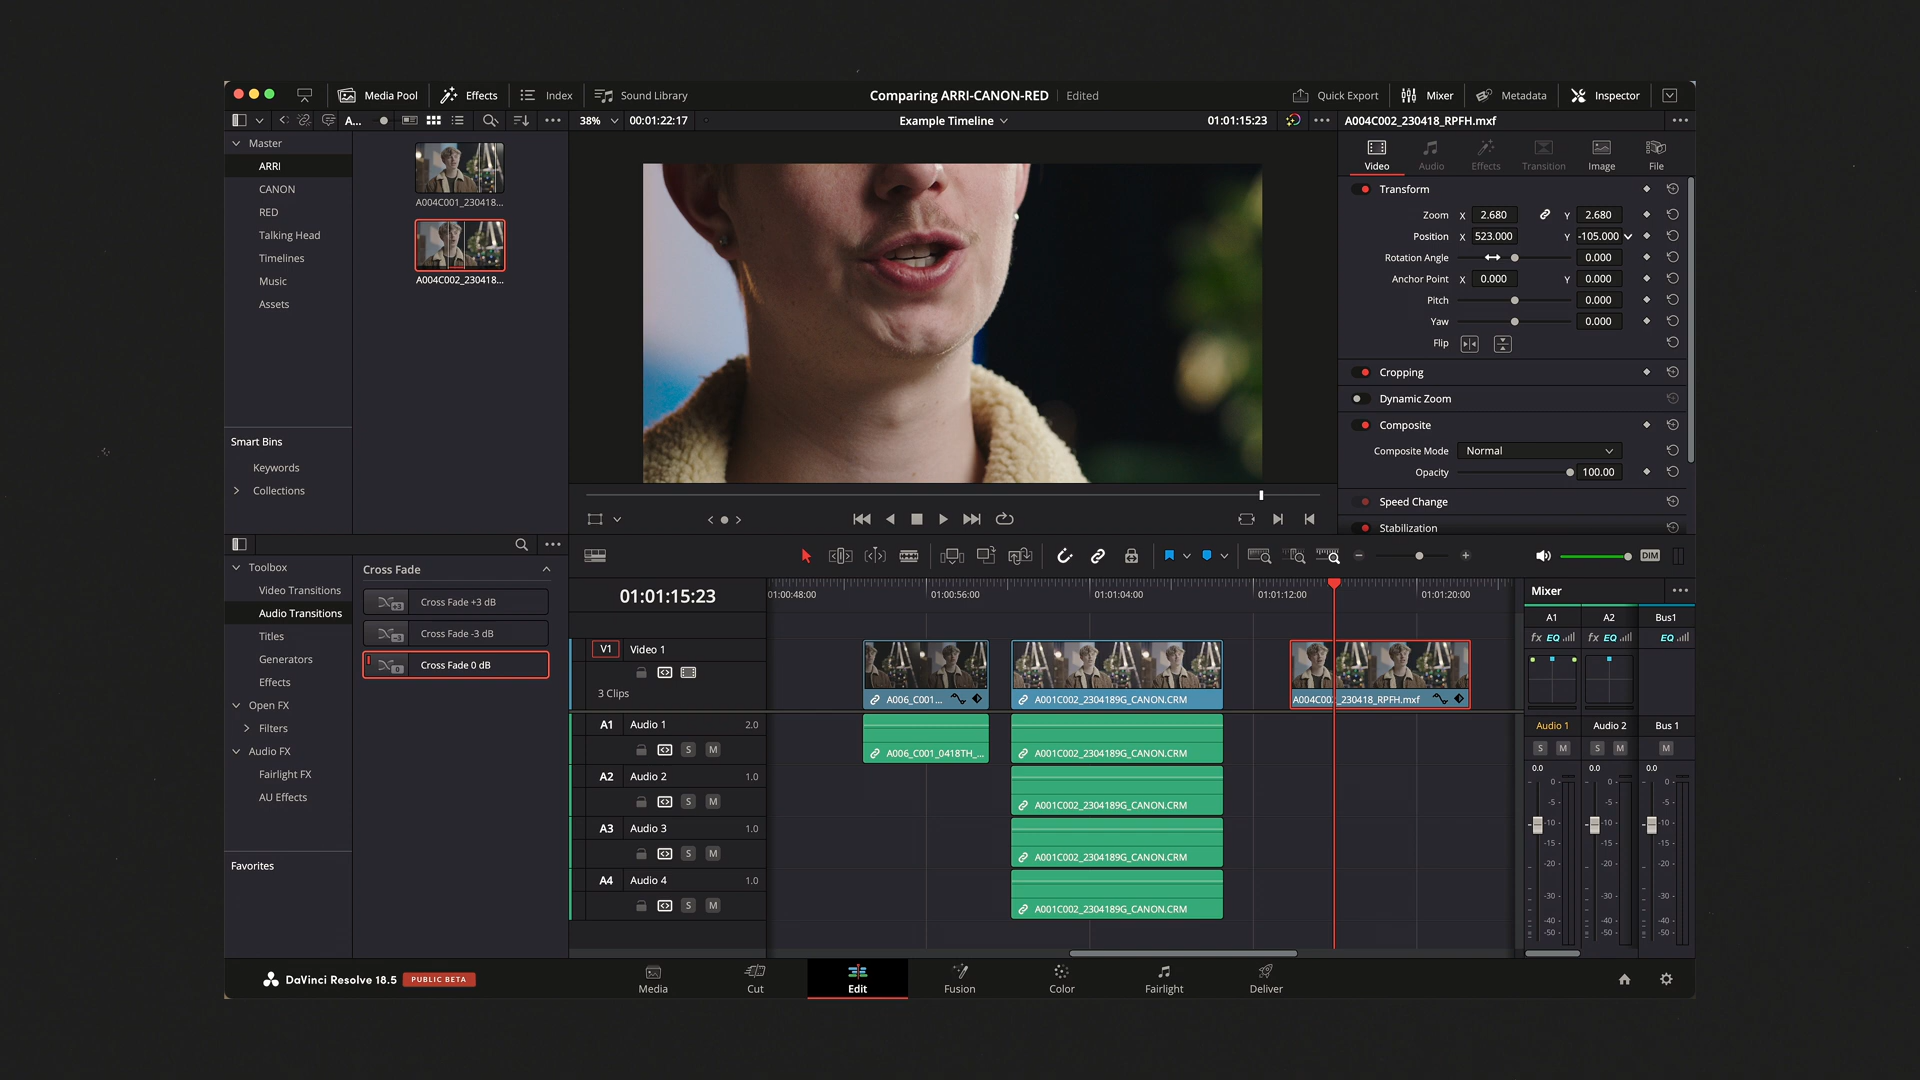 Media Pool
Effects
Index
Sound Library
Comparing ARRI-CANON-RED
Edited
Quick Export
Mixer
Metadata
Inspector
A...
38%
00:01:22:17
Example Timeline
01:01:15:23
A004C002_230418_RPFH.mxf
Master
ARRI
CANON
RED
Talking Head
Timelines
Music
Assets
Smart Bins
Keywords
Collections
A004C001_230418...
A004C002_230418...
Video
Audio
Effects
Transition
Image
File
Transform
Zoom X 2.680 Y 2.680
Position X 523.000 Y -105.000
Rotation Angle 0.000
Anchor Point X 0.000 Y 0.000
Pitch 0.000
Yaw 0.000
Flip
Cropping
Dynamic Zoom
Composite
Composite Mode Normal
Opacity 100.00
Speed Change
Stabilization
Toolbox
Video Transitions
Audio Transitions
Titles
Generators
Effects
Open FX
Filters
Audio FX
Fairlight FX
AU Effects
Favorites
Cross Fade
+3 Cross Fade +3 dB
-3 Cross Fade -3 dB
0 Cross Fade 0 dB
DIM
01:01:15:23
01:00:48:00
01:00:56:00
01:01:04:00
01:01:12:00
01:01:20:00
V1 Video 1
3 Clips
A006_C001...
A001C002_2304189G_CANON.CRM
A004C002_230418_RPFH.mxf
A1 Audio 1 2.0
S M
A006_C001_0418TH_...
A001C002_2304189G_CANON.CRM
A2 Audio 2 1.0
S M
A001C002_2304189G_CANON.CRM
A3 Audio 3 1.0
S M
A001C002_2304189G_CANON.CRM
A4 Audio 4 1.0
S M
A001C002_2304189G_CANON.CRM
Mixer
A1 A2 Bus1
fx EQ fx EQ EQ
Audio 1 Audio 2 Bus 1
S M S M M
0.0 0.0 0.0
0 0 0
-5 -5 -5
-10 -10 -10
-15 -15 -15
-20 -20 -20
-30 -30 -30
-40 -40 -40
-50 -50 -50
DaVinci Resolve 18.5
PUBLIC BETA
Media
Cut
Edit
Fusion
Color
Fairlight
Deliver